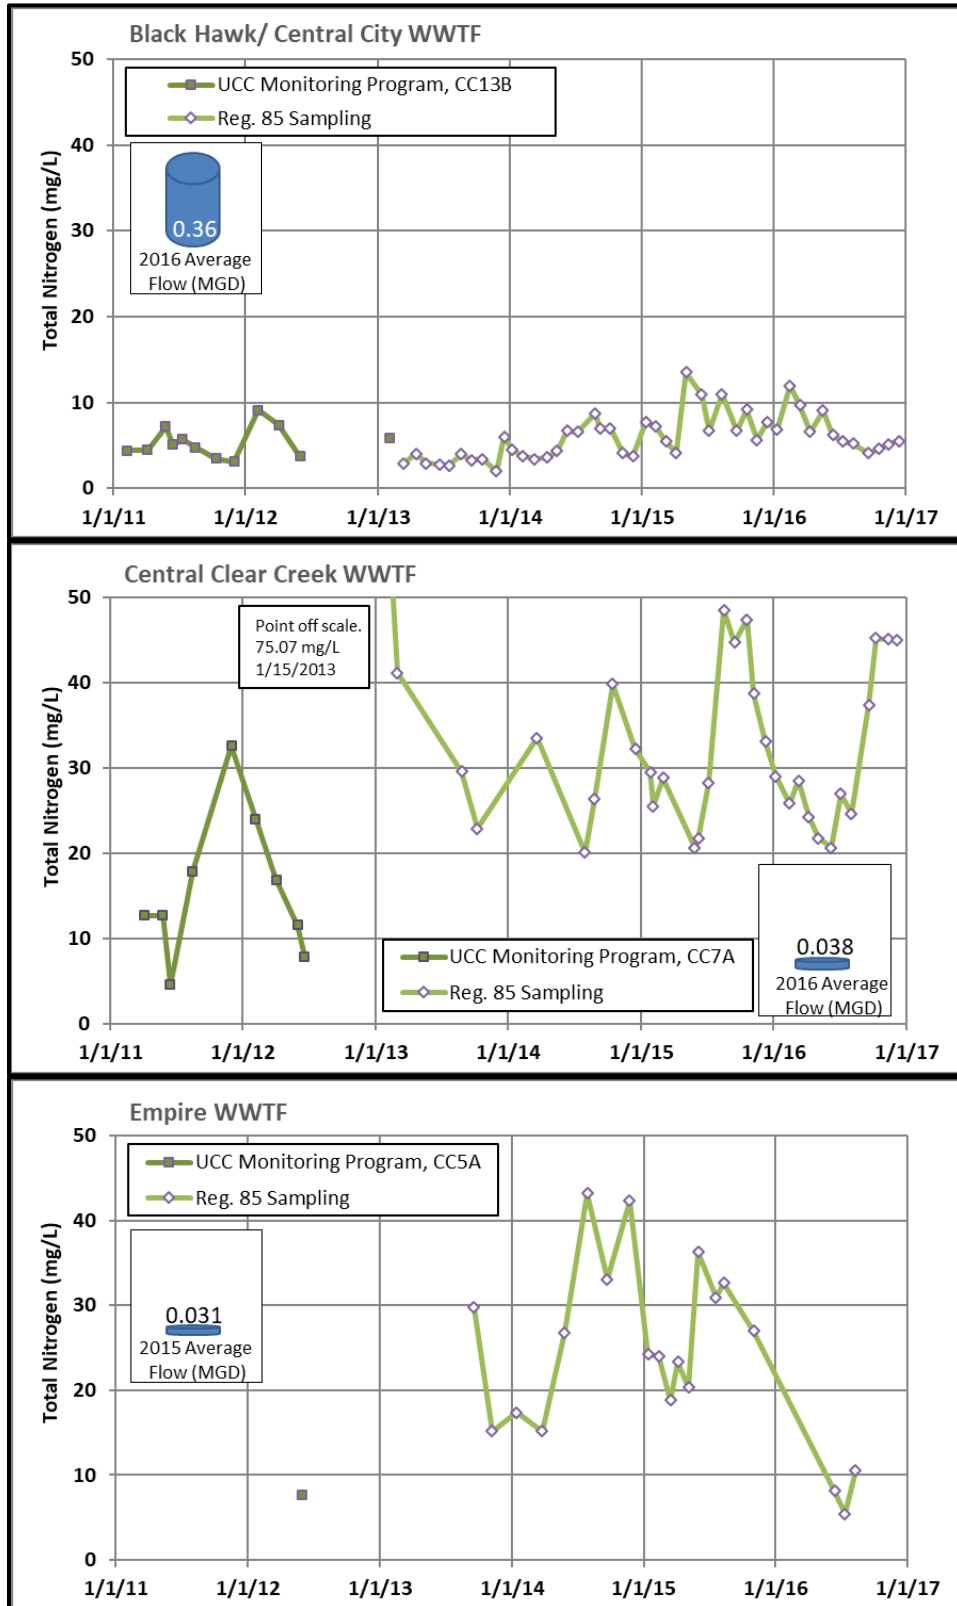 Black Hawk/ Central City WWTF
50
40
30
20
10
0
Total Nitrogen (mg/L)
UCC Monitoring Program, CC13B
Reg. 85 Sampling
0.36
2016 Average
Flow (MGD)
1/1/11 1/1/12 1/1/13 1/1/14 1/1/15 1/1/16 1/1/17
Central Clear Creek WWTF
50
40
30
20
10
0
Total Nitrogen (mg/L)
Point off scale.
75.07 mg/L
1/15/2013
UCC Monitoring Program, CC7A
Reg. 85 Sampling
0.038
2016 Average
Flow (MGD)
1/1/11 1/1/12 1/1/13 1/1/14 1/1/15 1/1/16 1/1/17
Empire WWTF
50
40
30
20
10
0
Total Nitrogen (mg/L)
UCC Monitoring Program, CC5A
Reg. 85 Sampling
0.031
2015 Average
Flow (MGD)
1/1/11 1/1/12 1/1/13 1/1/14 1/1/15 1/1/16 1/1/17